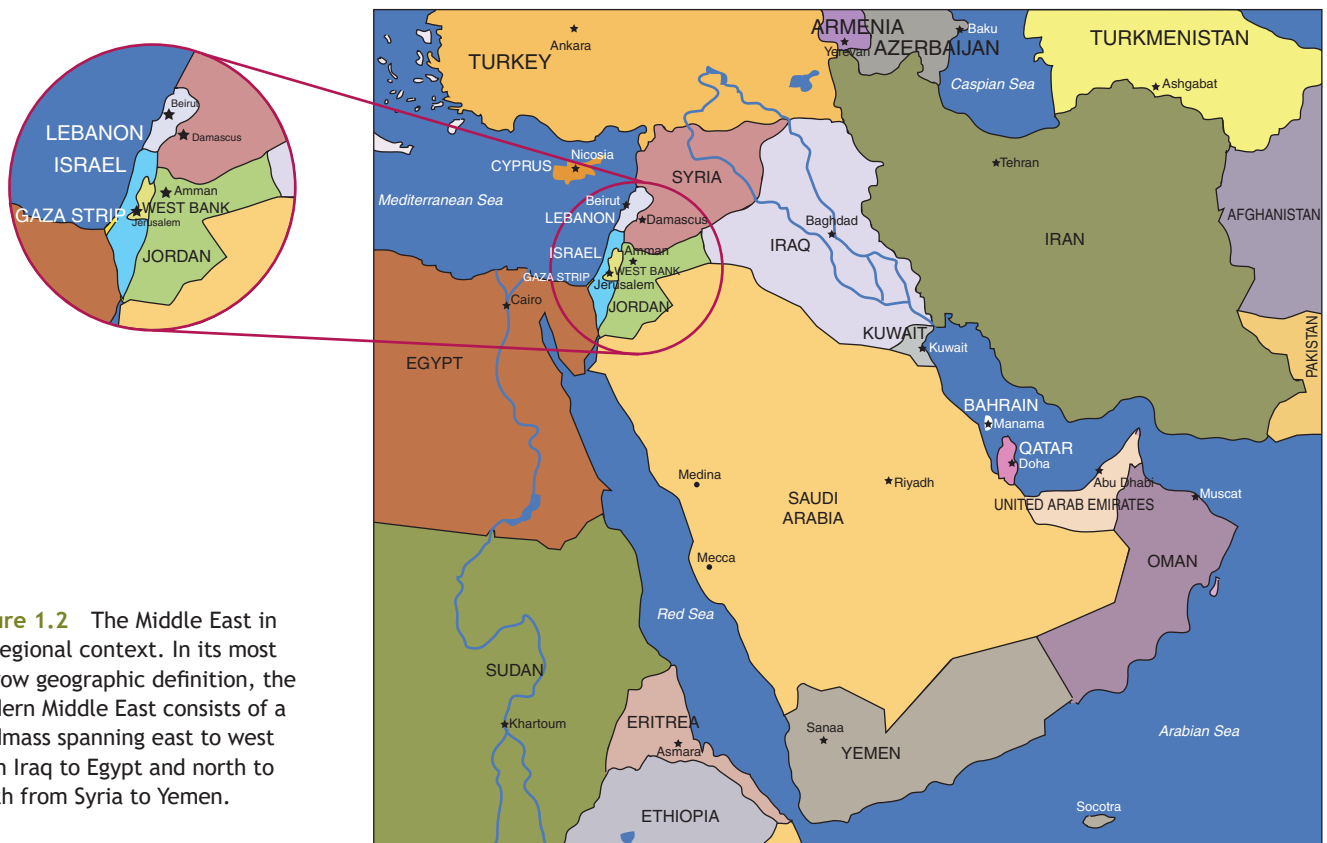 Beirut
LEBANON
Damascus
ISRAEL
Amman
GAZA STRIP
WEST BANK
Jerusalem
JORDAN
ARMENIA
Baku
Ankara
Yerevan
AZERBAIJAN
TURKMENISTAN
TURKEY
Caspian Sea
Ashgabat
Nicosia
CYPRUS
Tehran
SYRIA
Mediterranean Sea
Beirut
LEBANON
Damascus
Baghdad
AFGHANISTAN
IRAN
IRAQ
ISRAEL
Amman
GAZA STRIP
WEST BANK
Jerusalem
JORDAN
Cairo
KUWAIT
Kuwait
PAKISTAN
EGYPT
BAHRAIN
Manama
QATAR
Doha
Medina
Riyadh
Abu Dhabi
SAUDI
ARABIA
UNITED ARAB EMIRATES
Muscat
Mecca
OMAN
Red Sea
SUDAN
Khartoum
ERITREA
Asmara
Sanaa
YEMEN
Arabian Sea
ETHIOPIA
Socotra
ure 1.2 The Middle East in
egional context. In its most
ow geographic definition, the
dern Middle East consists of a
dmass spanning east to west
Iraq to Egypt and north to
from Syria to Yemen.